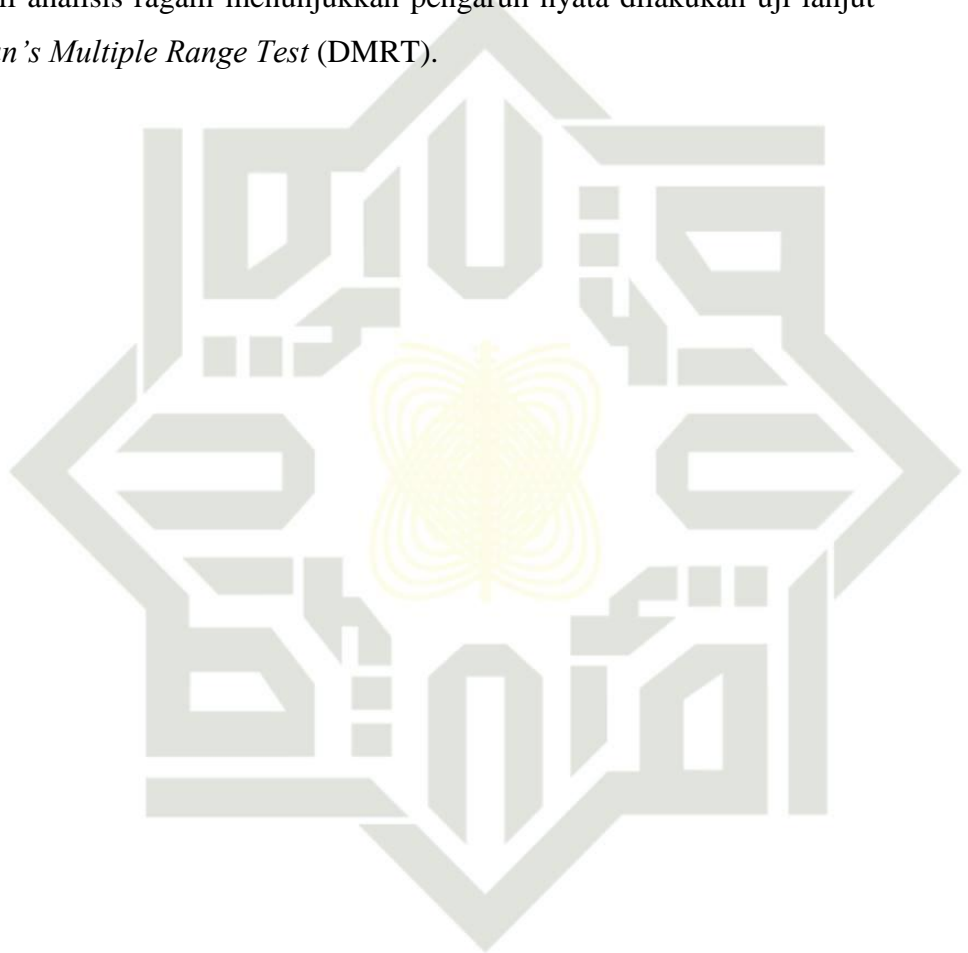 analisis ragam menunjukkan pengaruh nyata dilakukan uji lanjut
Multiple Range Test (DMRT).